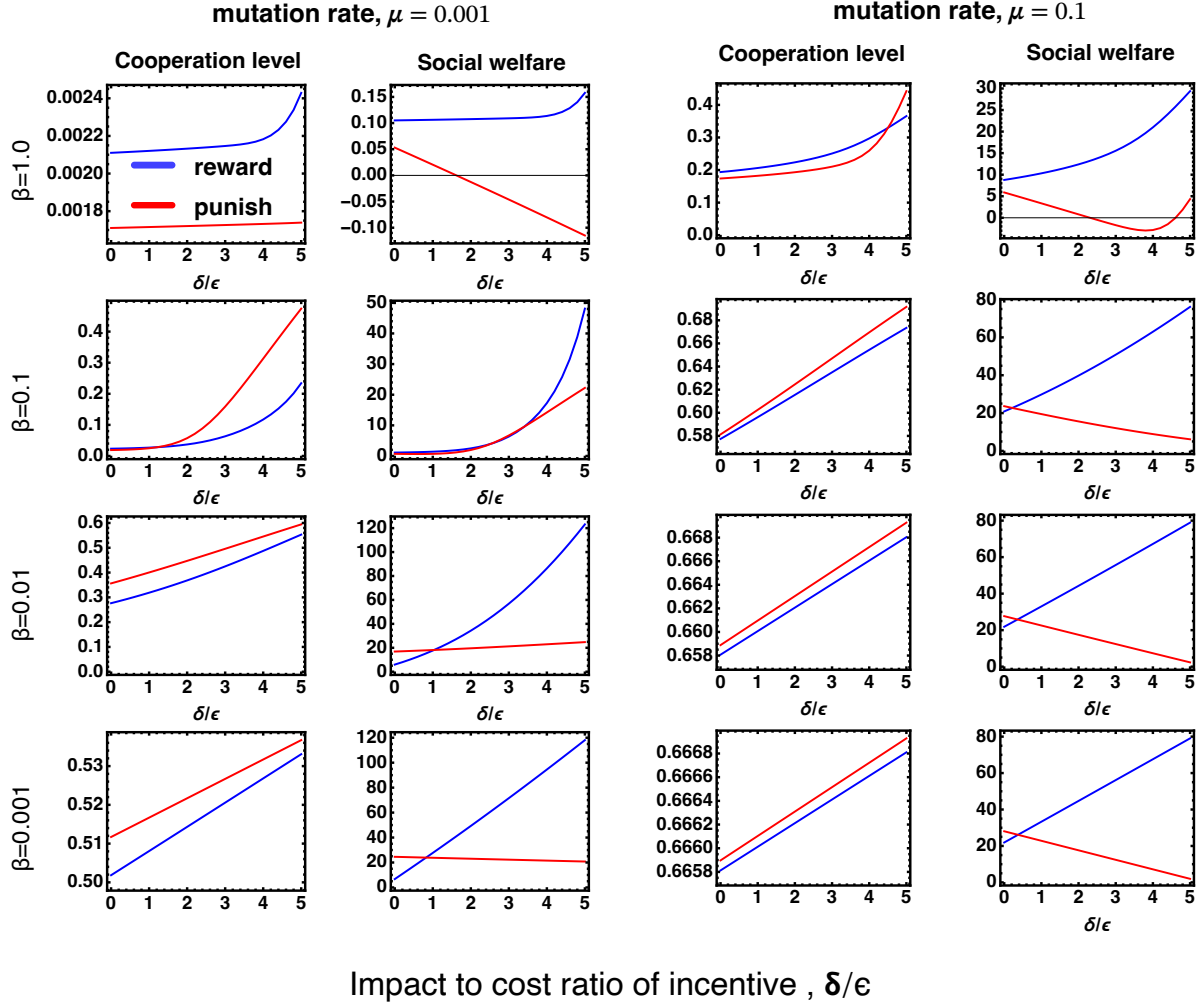 mutation rate, μ = 0.001
mutation rate, μ = 0.1
Cooperation level
Social welfare
Cooperation level
Social welfare
β=1.0
0.0024
0.0022
0.0020
0.0018
reward
punish
0 1 2 3 4 5
δ/ϵ
0.15
0.10
0.05
0.00
−0.05
−0.10
0 1 2 3 4 5
δ/ϵ
0.4
0.3
0.2
0.1
0.0
0 1 2 3 4 5
δ/ϵ
30
25
20
15
10
5
0
0 1 2 3 4 5
δ/ϵ
β=0.1
0.4
0.3
0.2
0.1
0.0
0 1 2 3 4 5
δ/ϵ
50
40
30
20
10
0
0 1 2 3 4 5
δ/ϵ
0.68
0.66
0.64
0.62
0.60
0.58
0 1 2 3 4 5
δ/ϵ
80
60
40
20
0
0 1 2 3 4 5
δ/ϵ
β=0.01
0.6
0.5
0.4
0.3
0.2
0.1
0.0
0 1 2 3 4 5
δ/ϵ
120
100
80
60
40
20
0
0 1 2 3 4 5
δ/ϵ
0.668
0.666
0.664
0.662
0.660
0.658
0 1 2 3 4 5
δ/ϵ
80
60
40
20
0
0 1 2 3 4 5
δ/ϵ
β=0.001
0.53
0.52
0.51
0.50
0 1 2 3 4 5
120
100
80
60
40
20
0
0 1 2 3 4 5
0.6668
0.6666
0.6664
0.6662
0.6660
0.6658
0 1 2 3 4 5
80
60
40
20
0
0 1 2 3 4 5
δ/ϵ
Impact to cost ratio of incentive , δ/ϵ